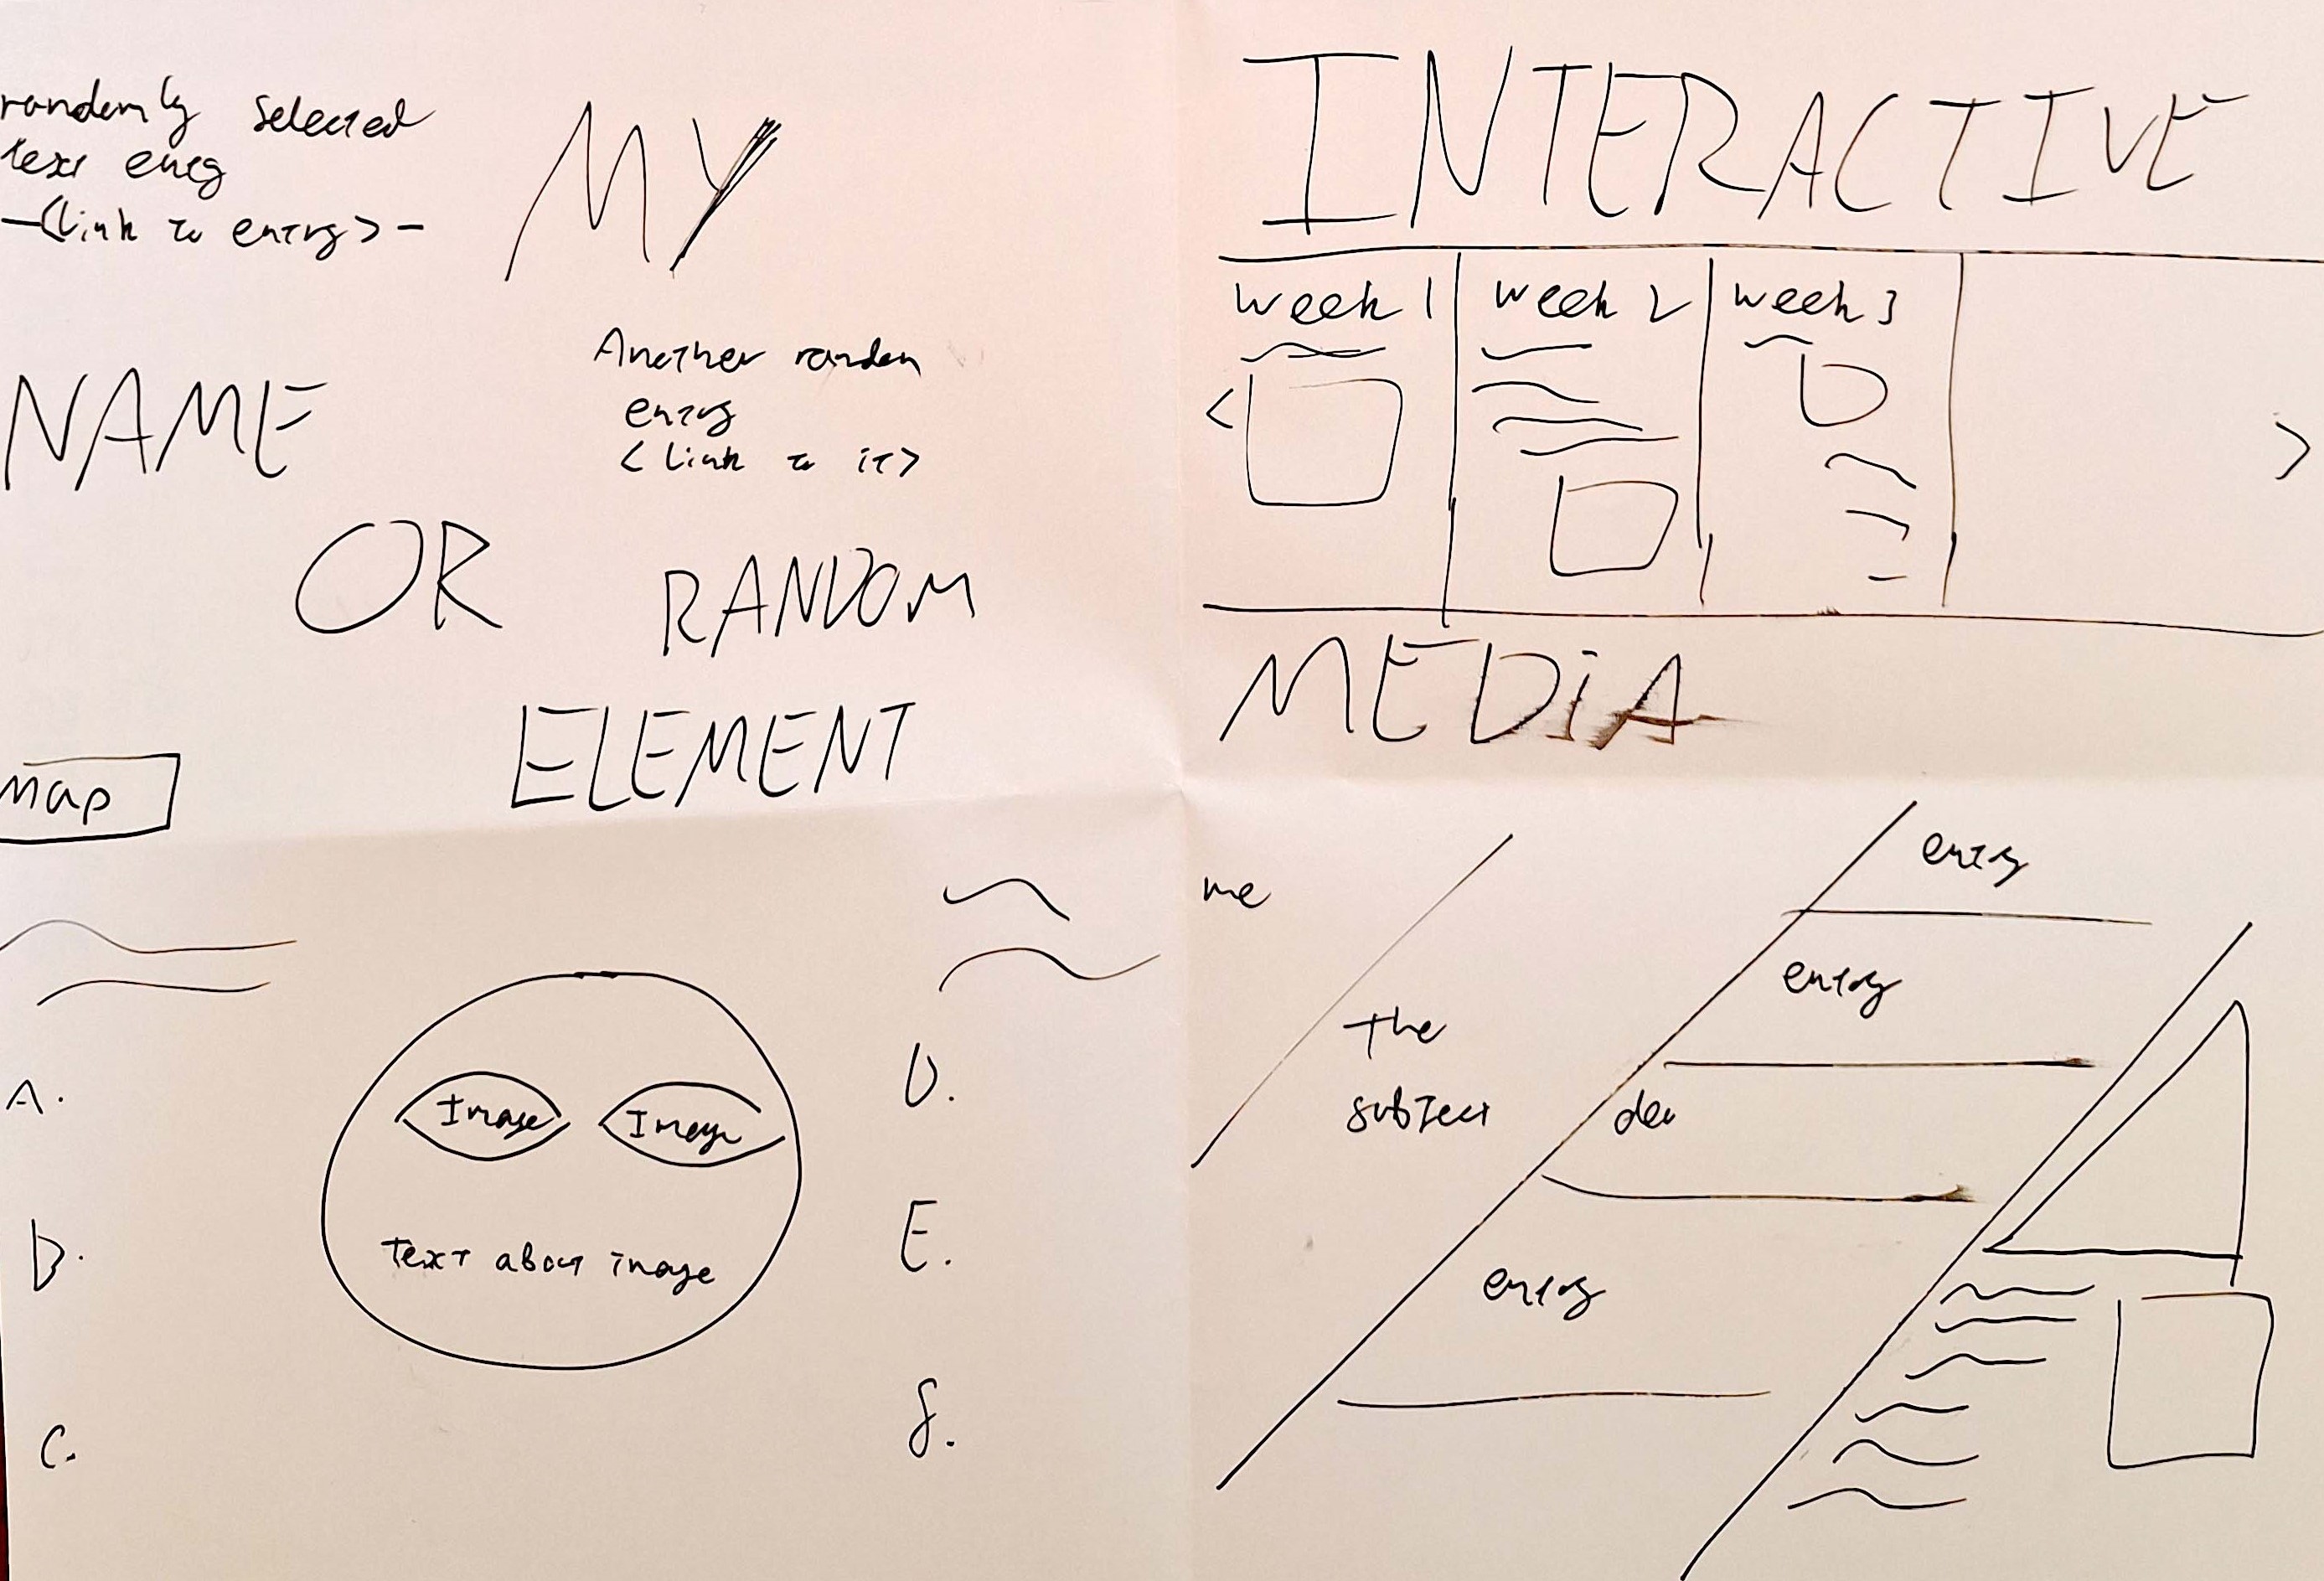 randomly selected
text entry
—<link to entry>—
MY
NAME
Another random
entry
<link to it>
OR RANDOM
ELEMENT
map
INTERACTIVE
week 1 week 2 week 3
< >
MEDiA
A.
B.
C.
Image Image
text about image
D.
E.
me
The
subject
entry
entry
entry